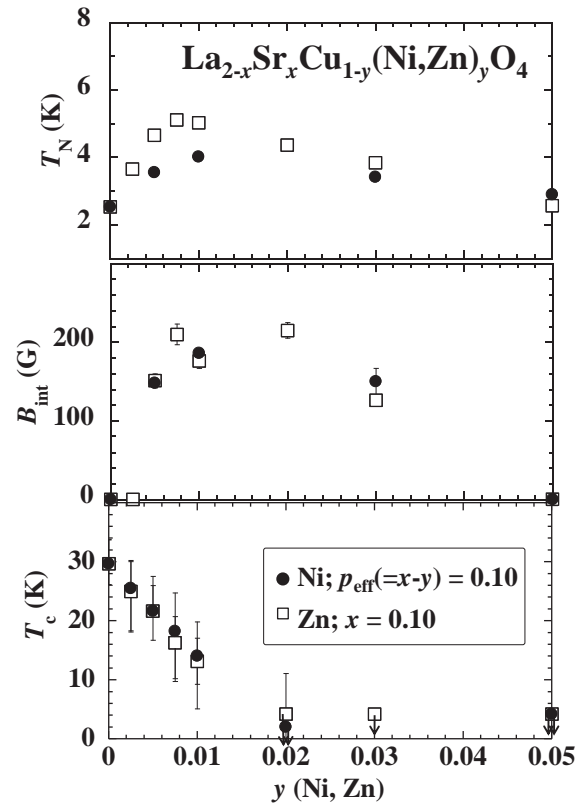 La2-xSrxCu1-y(Ni,Zn)yO4
8
6
4
2
TN (K)
200
100
0
Bint (G)
30
20
10
0
Tc (K)
Ni; peff(=x-y) = 0.10
Zn; x = 0.10
0 0.01 0.02 0.03 0.04 0.05
y (Ni, Zn)